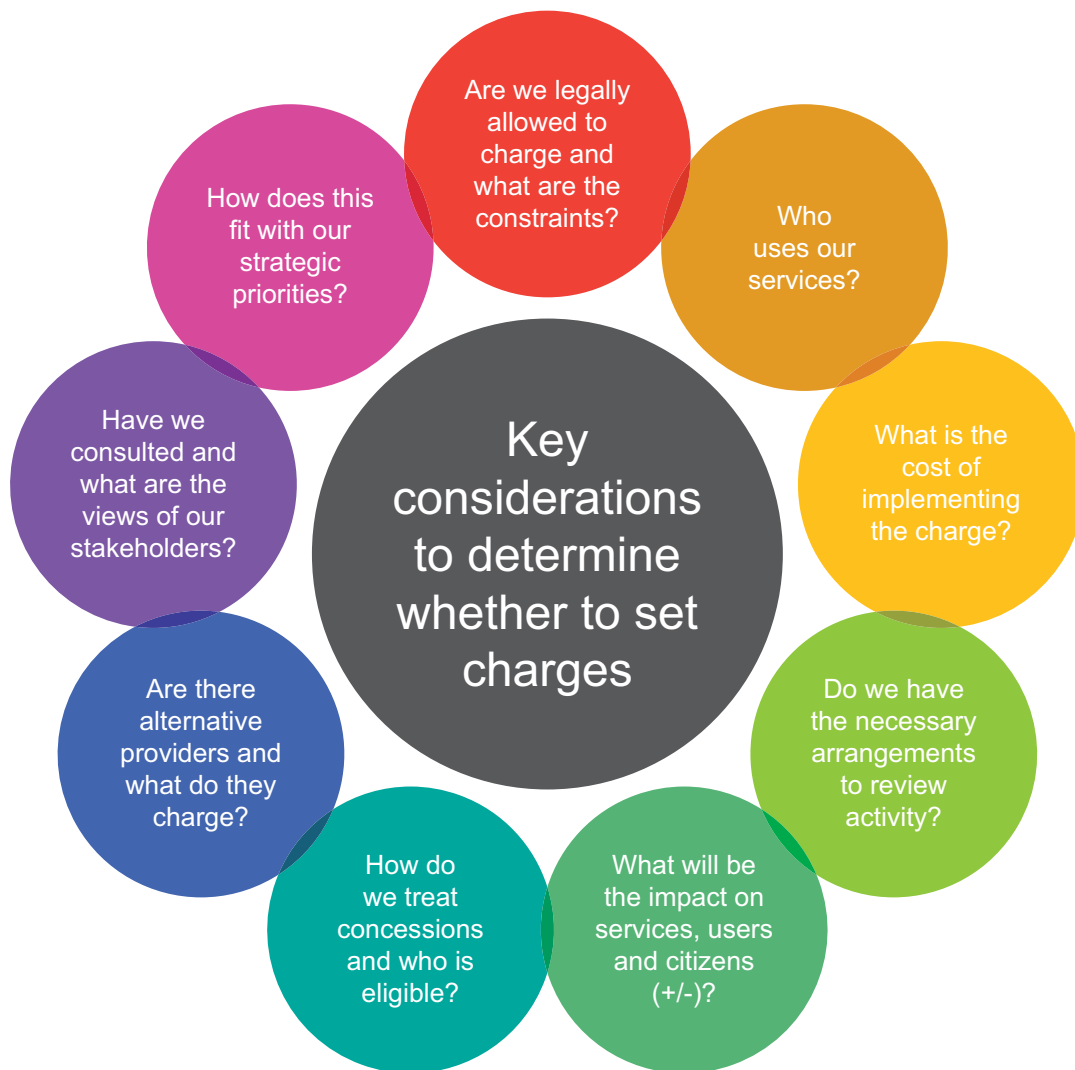 Are we legally
allowed to
charge and
what are the
constraints?
Who
uses our
services?
What is the
cost of
implementing
the charge?
Do we have
the necessary
arrangements
to review
activity?
What will be
the impact on
services, users
and citizens
(+/-)?
How do
we treat
concessions
and who is
eligible?
Are there
alternative
providers and
what do they
charge?
Have we
consulted and
what are the
views of our
stakeholders?
How does this
fit with our
strategic
priorities?
Key
considerations
to determine
whether to set
charges